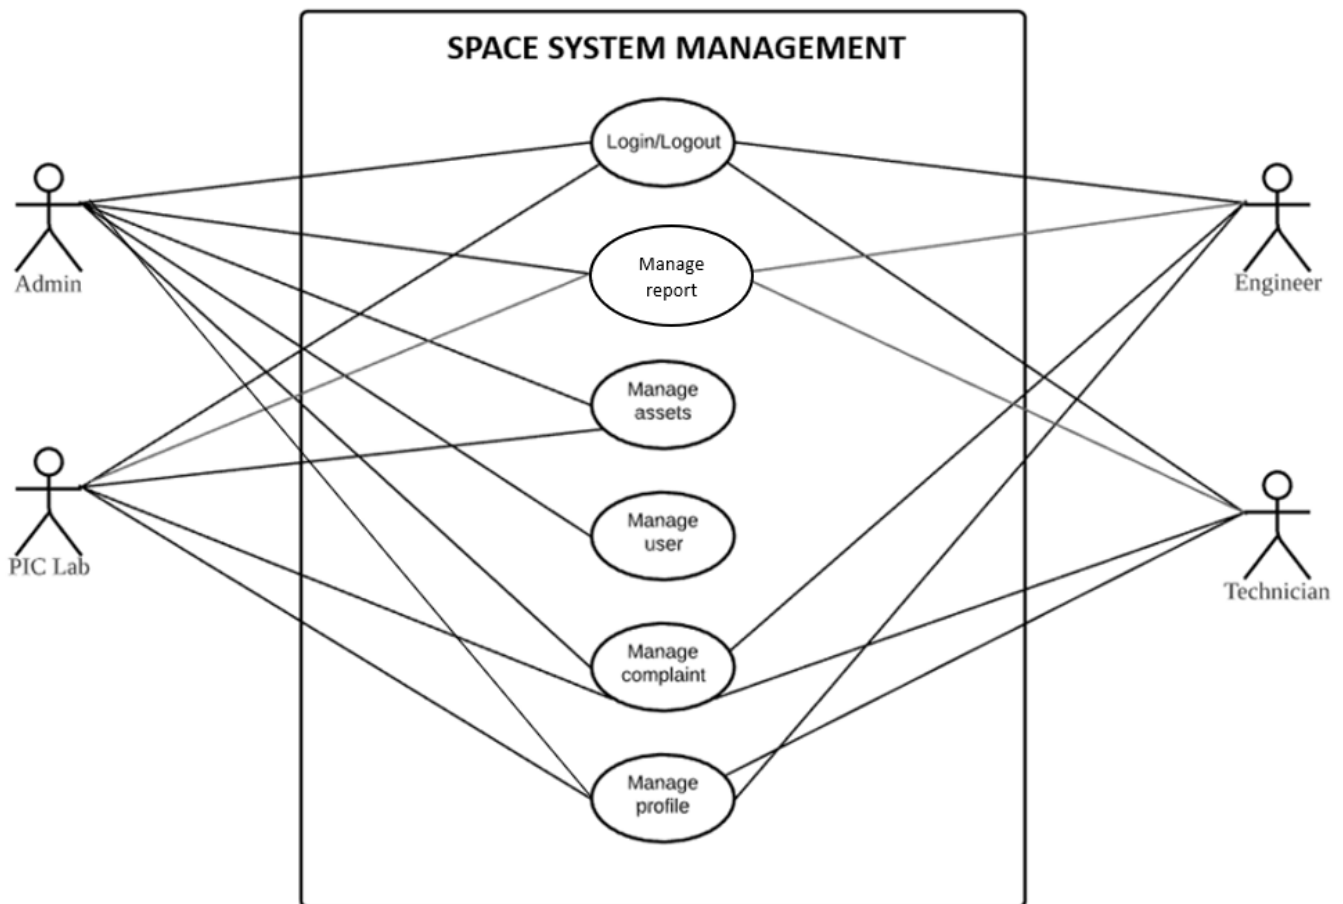 SPACE SYSTEM MANAGEMENT
Login/Logout
Manage
report
Admin
Engineer
Manage
assets
Manage
user
PIC Lab
Technician
Manage
complaint
Manage
profile